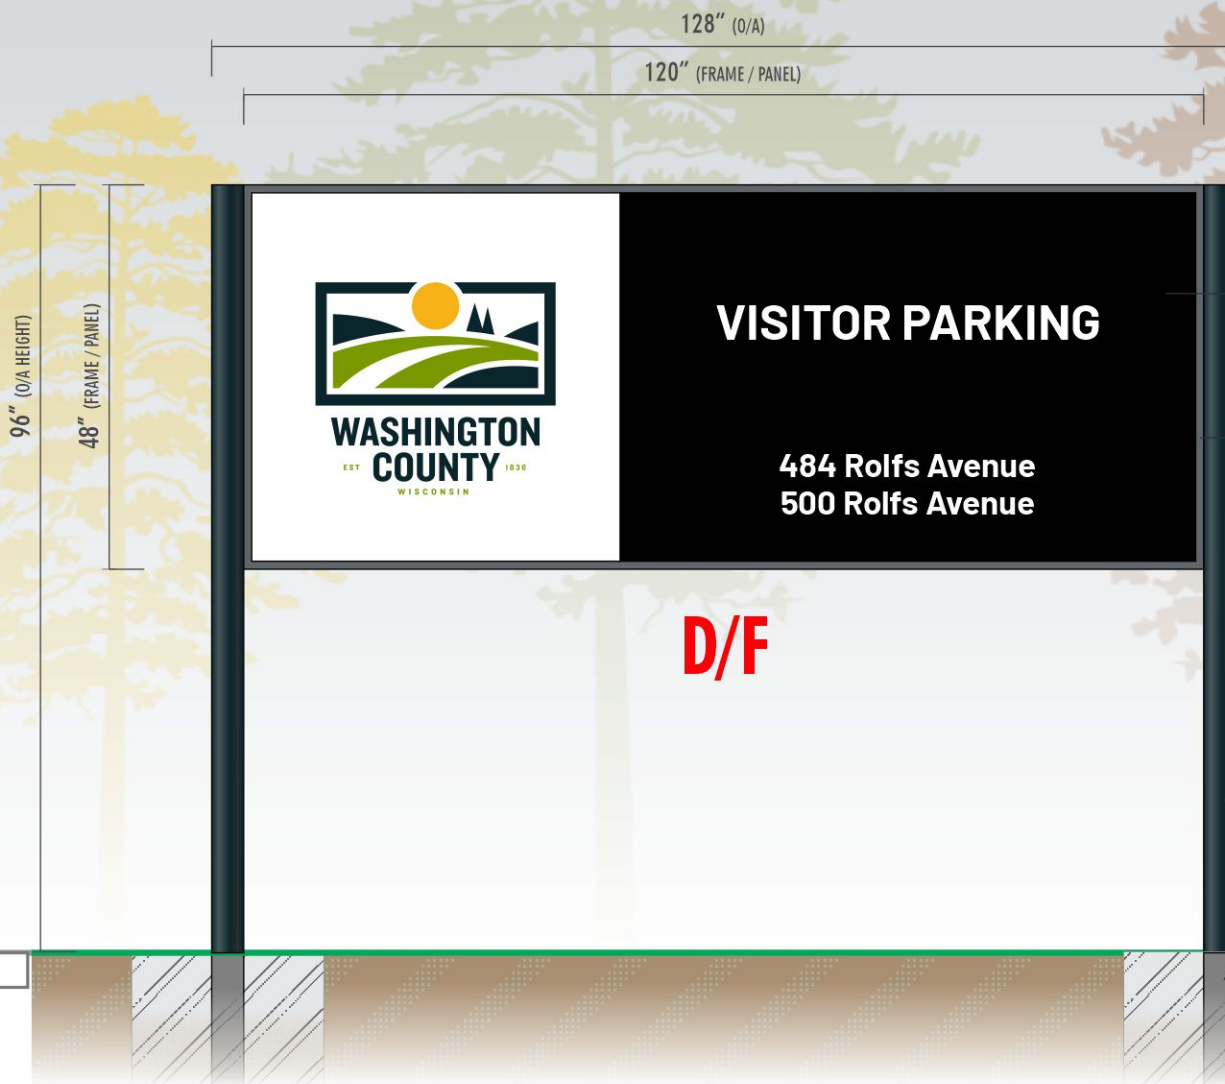 128″ (O/A)
120″ (FRAME / PANEL)
96″ (O/A HEIGHT)
48″ (FRAME / PANEL)
WASHINGTON
EST COUNTY 1836
WISCONSIN
VISITOR PARKING
484 Rolfs Avenue
500 Rolfs Avenue
D/F